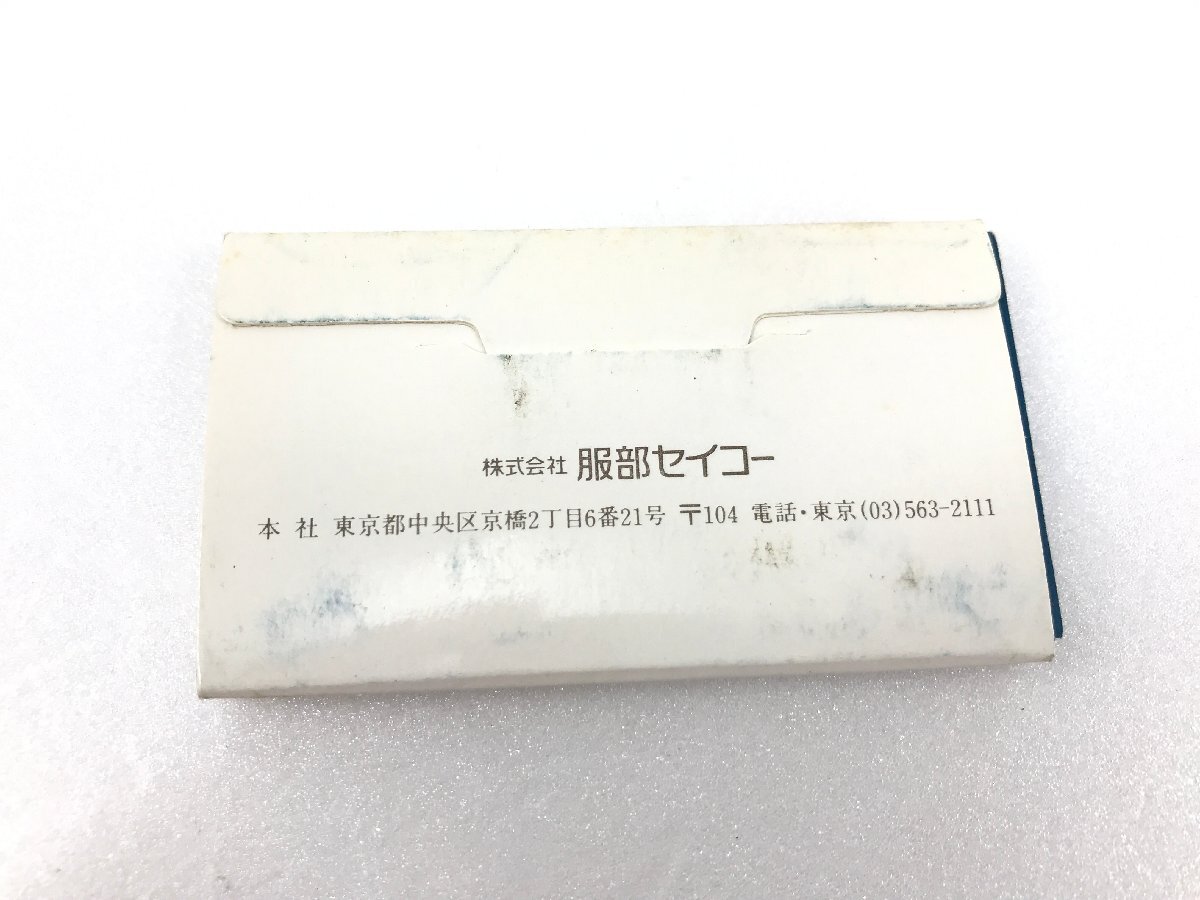 株式会社 服部セイコー
本 社 東京都中央区京橋2丁目6番21号 〒104 電話・東京(03)563-2111